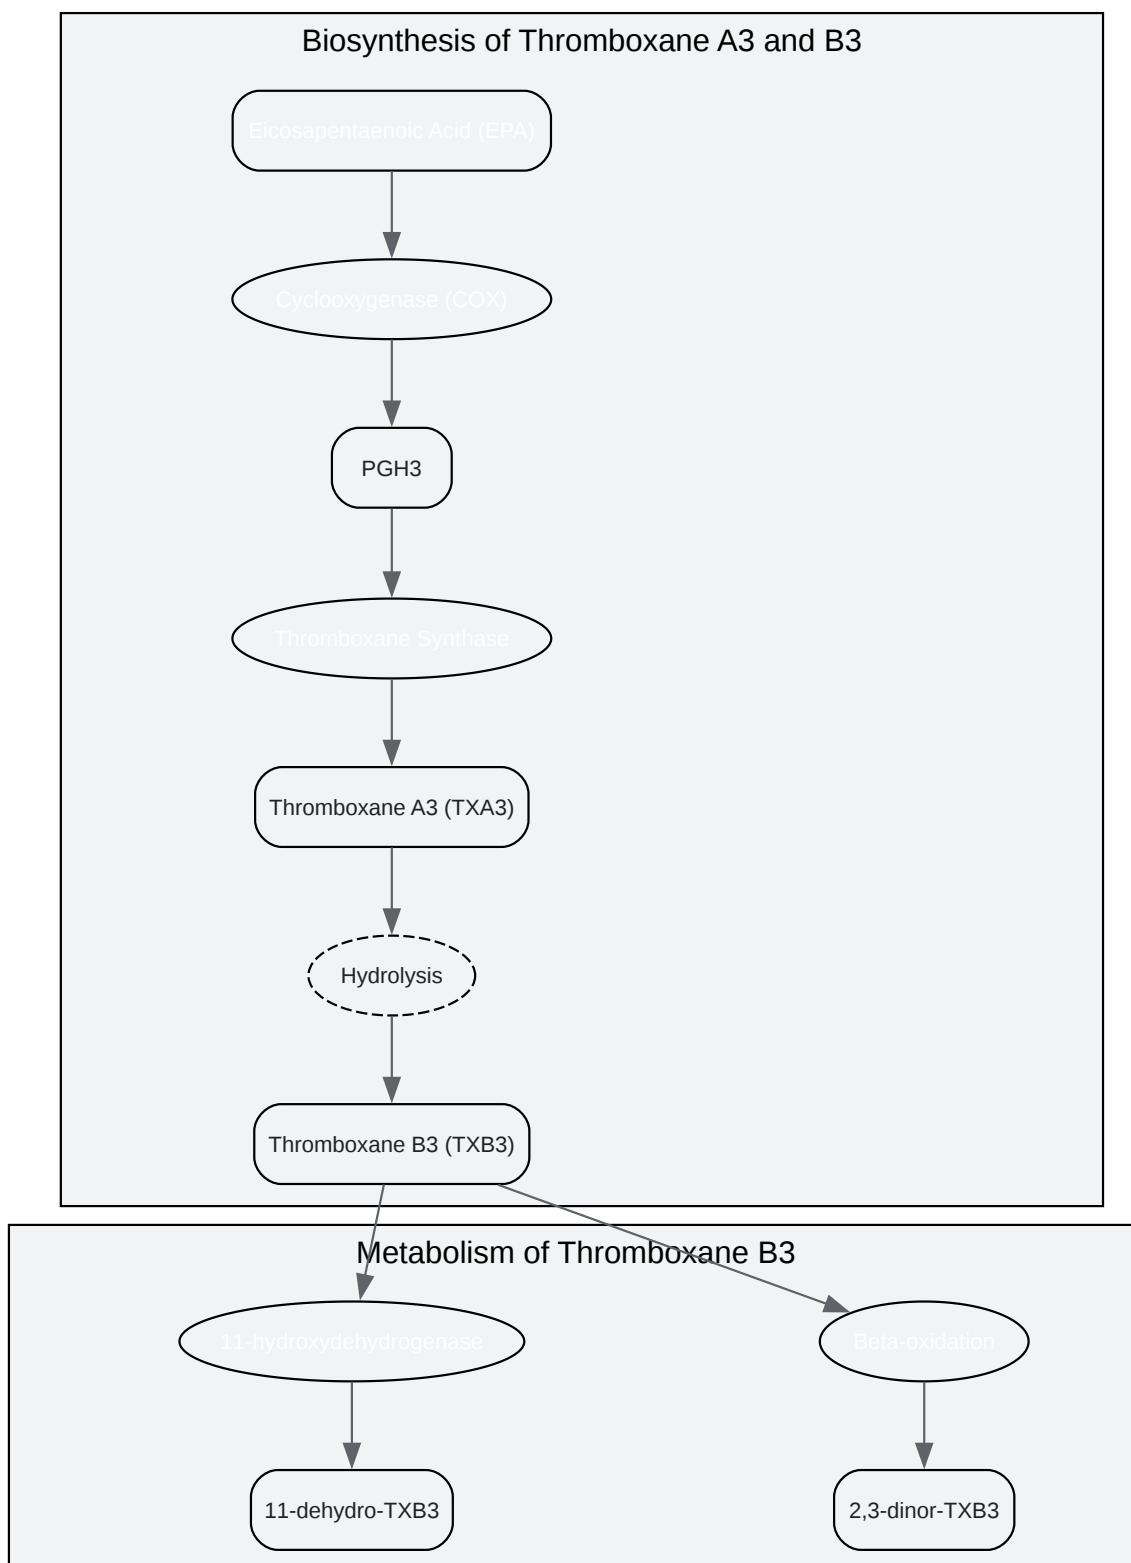 Biosynthesis of Thromboxane A3 and B3
Eicosapentaenoic Acid (EPA)
Cyclooxygenase (COX)
PGH3
Thromboxane Synthase
Thromboxane A3 (TXA3)
Hydrolysis
Thromboxane B3 (TXB3)
Metabolism of Thromboxane B3
11-hydroxydehydrogenase
Beta-oxidation
11-dehydro-TXB3
2,3-dinor-TXB3